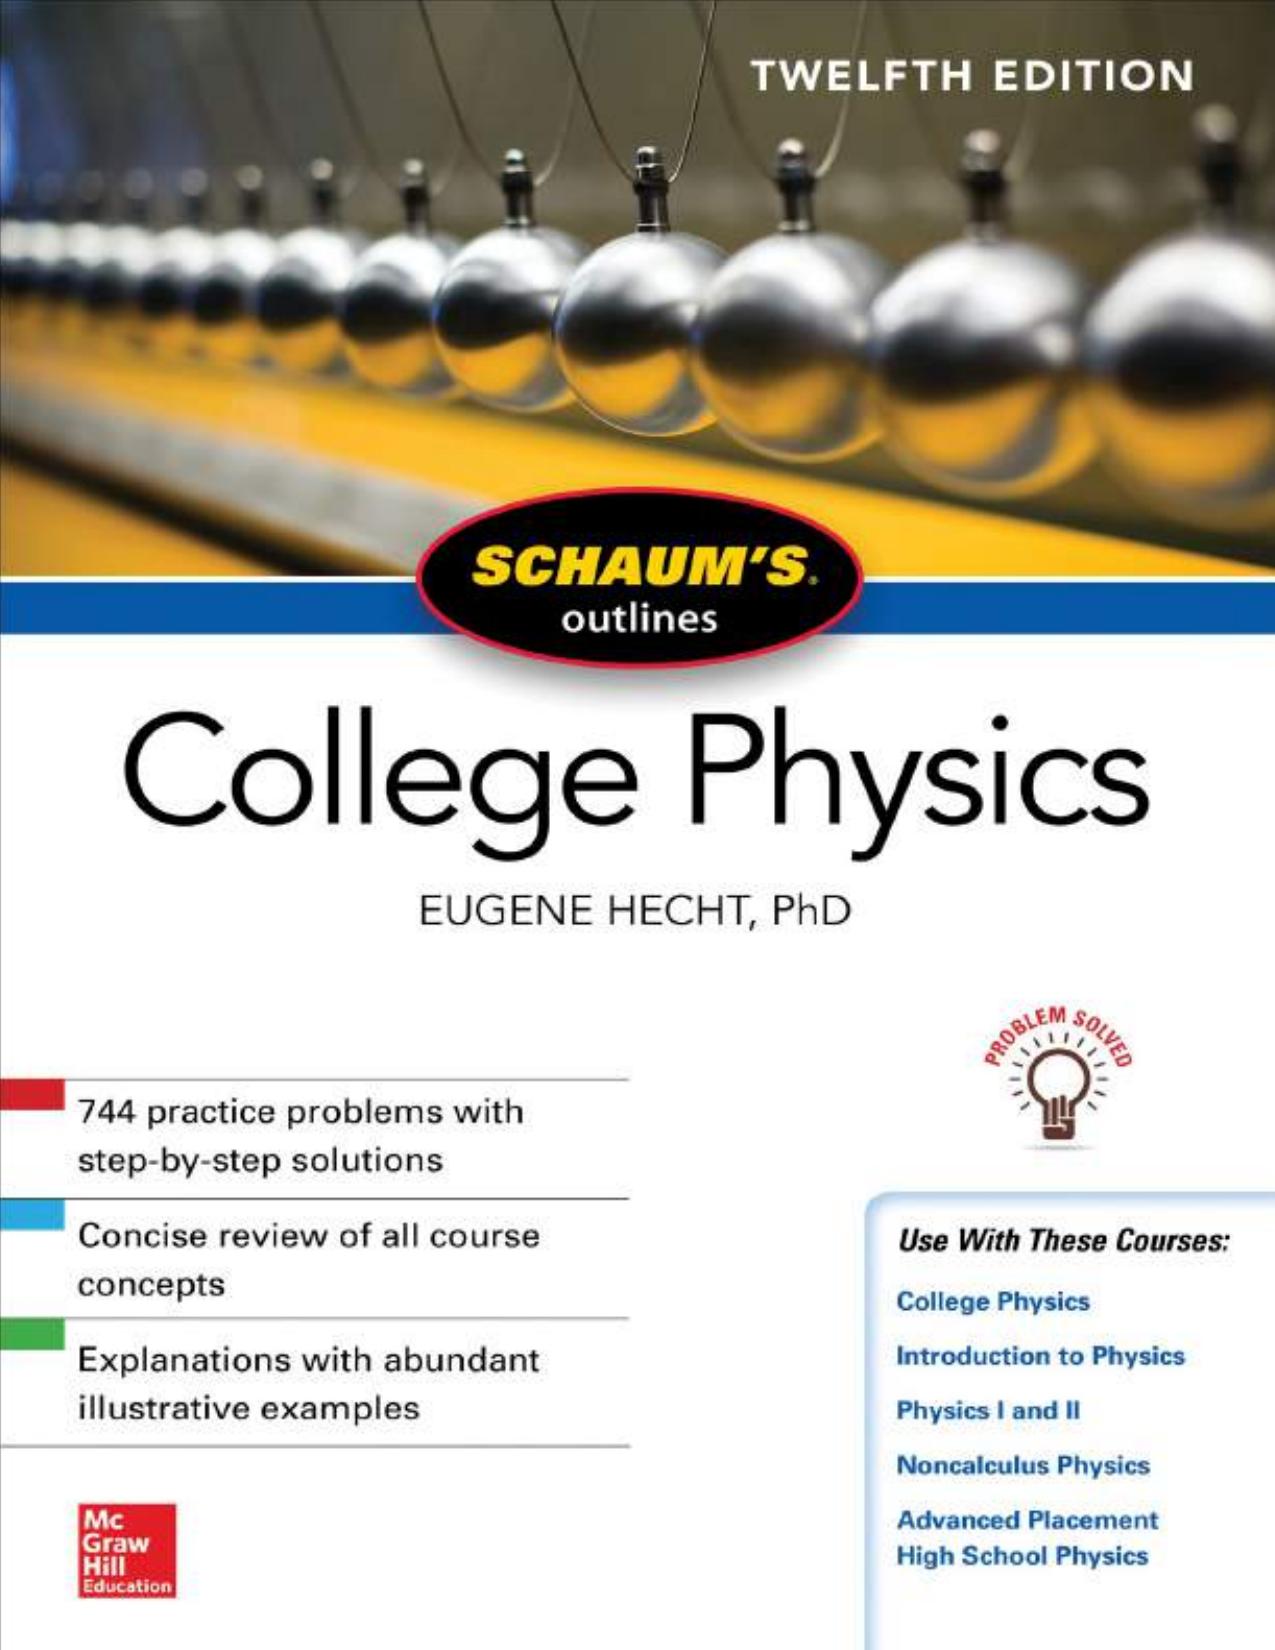 TWELFTH EDITION
SCHAUM'S®
outlines
College Physics
EUGENE HECHT, PhD
PROBLEM SOLVED
744 practice problems with
step-by-step solutions
Concise review of all course
concepts
Explanations with abundant
illustrative examples
Use With These Courses:
College Physics
Introduction to Physics
Physics I and II
Noncalculus Physics
Advanced Placement
High School Physics
Mc
Graw
Hill
Education